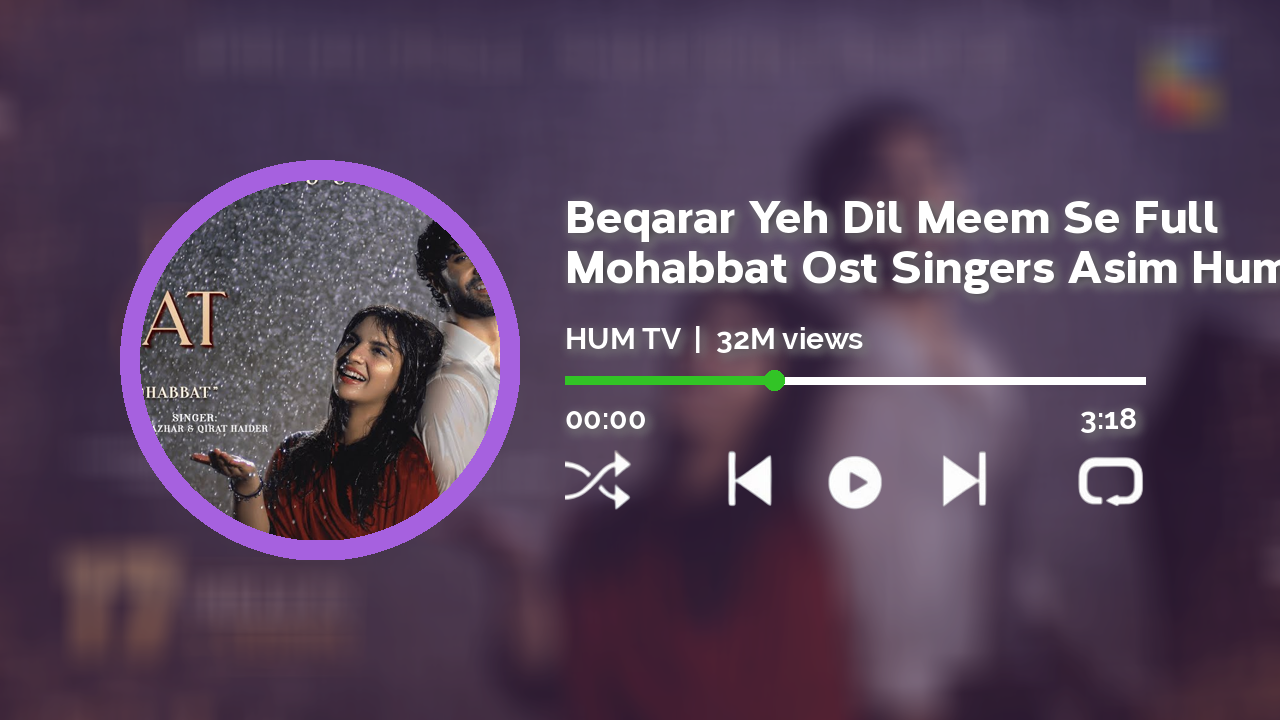 AT
HABBAT"
SINGER:
AZHAR & QIRAT HAIDER
Beqarar Yeh Dil Meem Se Full
Mohabbat Ost Singers Asim Hum
HUM TV | 32M views
00:00
3:18